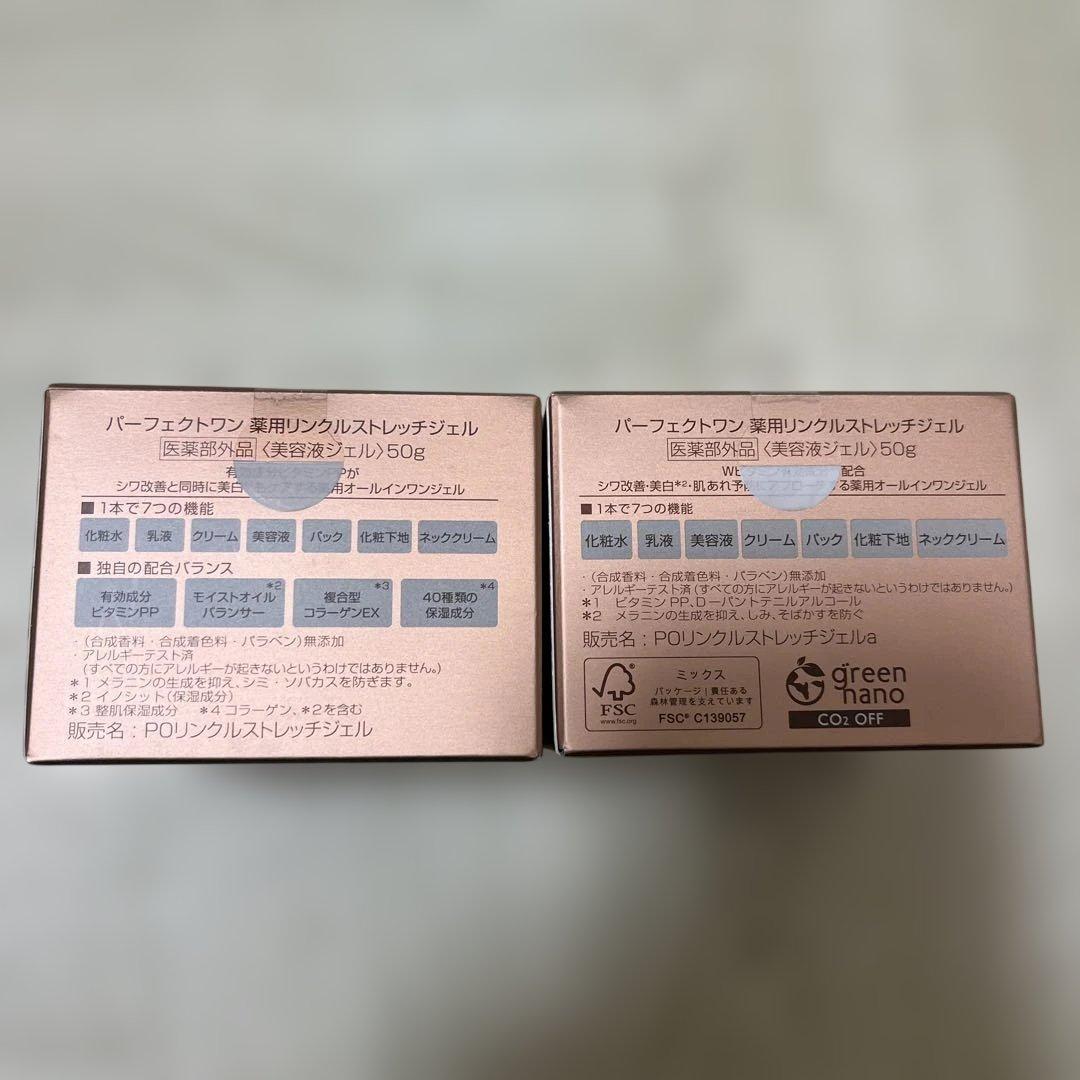 パーフェクトワン 薬用リンクルストレッチジェル
医薬部外品〈美容液ジェル〉50g
シワ改善と同時に美白 薬用オールインワンジェル
■1本で7つの機能
化粧水 乳液 クリーム 美容液 パック 化粧下地 ネッククリーム
■ 独自の配合バランス
有効成分 ビタミンPP
モイストオイル バランサー*2
複合型 コラーゲンEX*3
40種類の 保湿成分*4
・(合成香料・合成着色料・パラベン)無添加
・アレルギーテスト済
(すべての方にアレルギーが起きないというわけではありません。)
*1 メラニンの生成を抑え、シミ・ソバカスを防ぎます。
*2 イノシット(保湿成分)
*3 整肌保湿成分 *4 コラーゲン、*2を含む
販売名:POリンクルストレッチジェル
パーフェクトワン 薬用リンクルストレッチジェル
医薬部外品〈美容液ジェル〉50g
配合
シワ改善・美白*2・肌あれ予 る薬用オールインワンジェル
■1本で7つの機能
化粧水 乳液 美容液 クリーム パック 化粧下地 ネッククリーム
・(合成香料・合成着色料・パラベン)無添加
・アレルギーテスト済(すべての方にアレルギーが起きないというわけではありません。)
*1 ビタミンPP、D-パントテニルアルコール
*2 メラニンの生成を抑え、しみ、そばかすを防ぐ
販売名:POリンクルストレッチジェルa
FSC
www.fsc.org
ミックス
パッケージ|責任ある
森林管理を支えています
FSC® C139057
green
nano
CO2 OFF